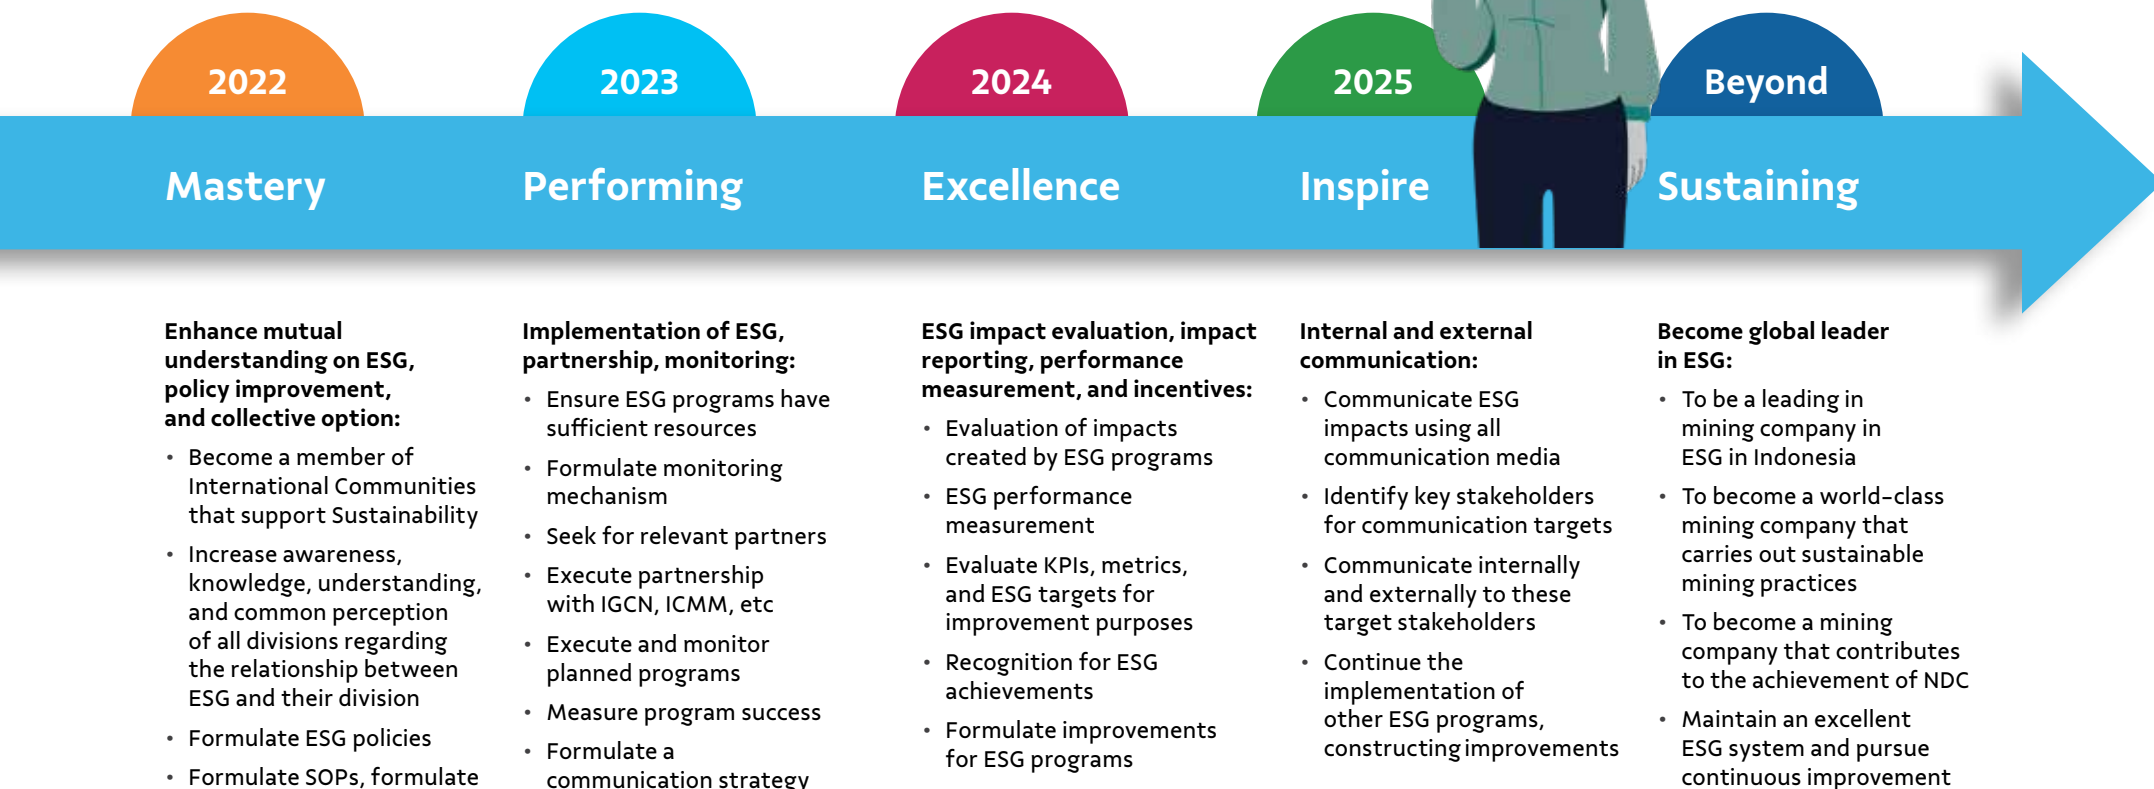 2022
2023
2024
2025
Beyond
Mastery
Performing
Excellence
Inspire
Sustaining
Enhance mutual
understanding on ESG,
policy improvement,
and collective option:
• Become a member of
International Communities
that support Sustainability
• Increase awareness,
knowledge, understanding,
and common perception
of all divisions regarding
the relationship between
ESG and their division
• Formulate ESG policies
• Formulate SOPs, formulate
Implementation of ESG,
partnership, monitoring:
• Ensure ESG programs have
sufficient resources
• Formulate monitoring
mechanism
• Seek for relevant partners
• Execute partnership
with IGCN, ICMM, etc
• Execute and monitor
planned programs
• Measure program success
• Formulate a
communication strategy
ESG impact evaluation, impact
reporting, performance
measurement, and incentives:
• Evaluation of impacts
created by ESG programs
• ESG performance
measurement
• Evaluate KPIs, metrics,
and ESG targets for
improvement purposes
• Recognition for ESG
achievements
• Formulate improvements
for ESG programs
Internal and external
communication:
• Communicate ESG
impacts using all
communication media
• Identify key stakeholders
for communication targets
• Communicate internally
and externally to these
target stakeholders
• Continue the
implementation of
other ESG programs,
constructing improvements
Become global leader
in ESG:
• To be a leading in
mining company in
ESG in Indonesia
• To become a world-class
mining company that
carries out sustainable
mining practices
• To become a mining
company that contributes
to the achievement of NDC
• Maintain an excellent
ESG system and pursue
continuous improvement